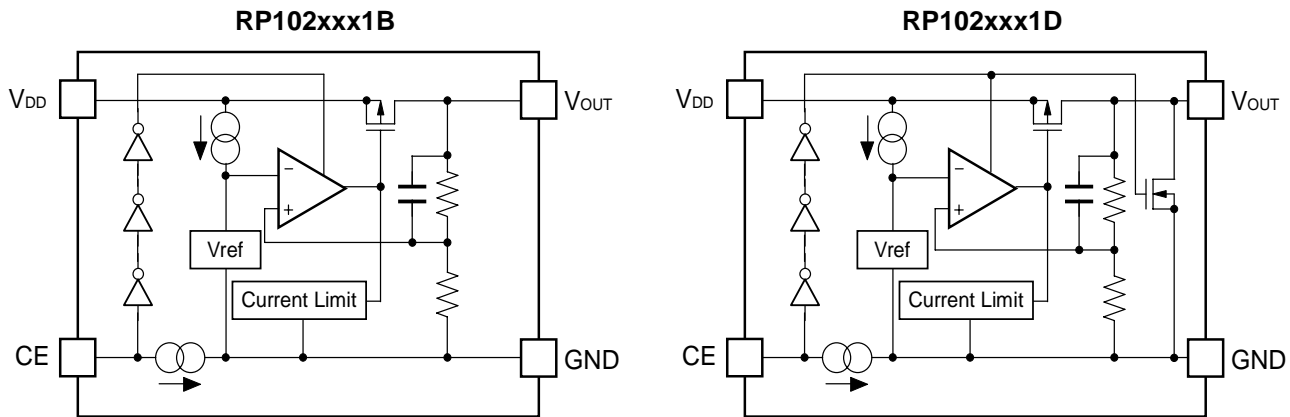 RP102xxx1B
VDD
VOUT
−
+
Vref
Current Limit
CE
GND
RP102xxx1D
VDD
VOUT
−
+
Vref
Current Limit
CE
GND